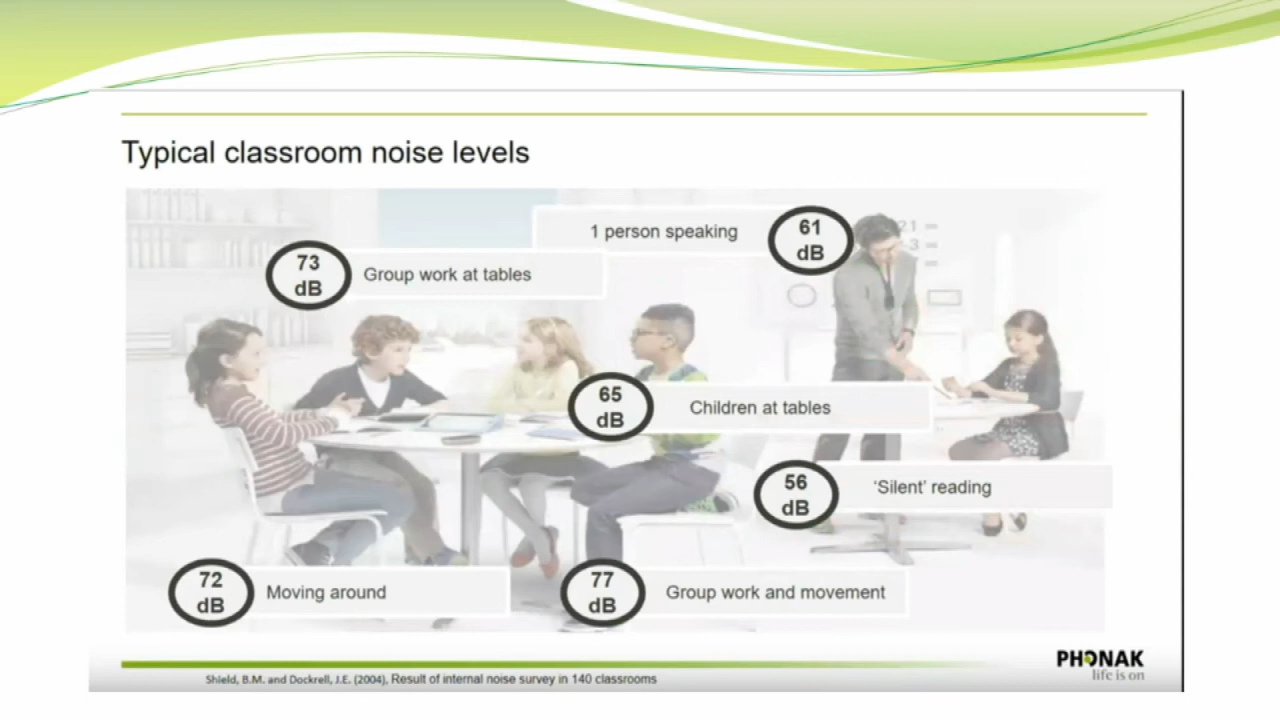 Typical classroom noise levels
1 person speaking
61
dB
73
dB
Group work at tables
65
dB
Children at tables
56
dB
‘Silent’ reading
72
dB
Moving around
77
dB
Group work and movement
PHONAK
life is on
Shield, B.M. and Dockrell, J.E. (2004), Result of internal noise survey in 140 classrooms